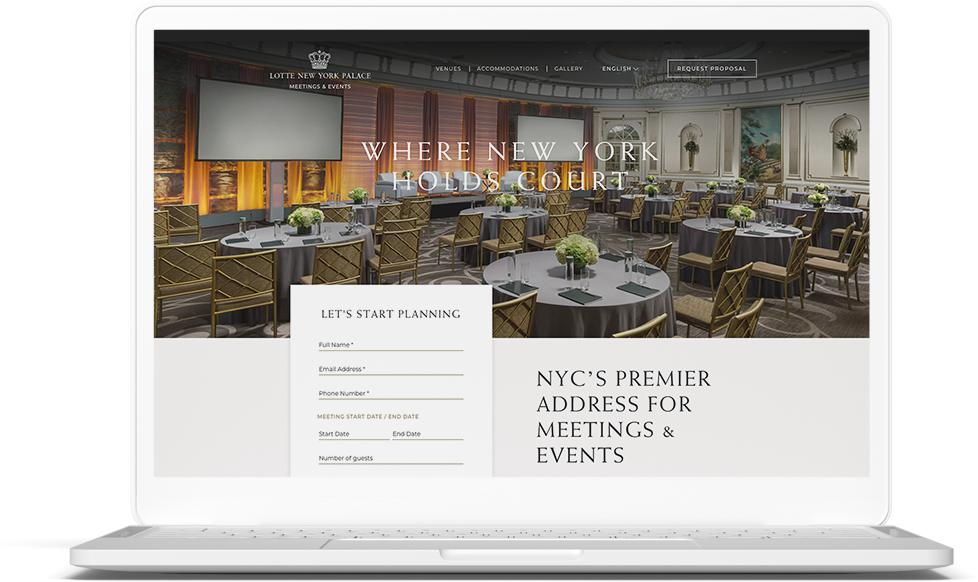 LOTTE NEW YORK PALACE
MEETINGS & EVENTS
VENUES | ACCOMMODATIONS | GALLERY
ENGLISH
REQUEST PROPOSAL
WHERE NEW YORK
HOLDS COURT
LET'S START PLANNING
Full Name *
Email Address *
Phone Number *
MEETING START DATE / END DATE
Start Date
End Date
Number of guests
NYC'S PREMIER
ADDRESS FOR
MEETINGS &
EVENTS